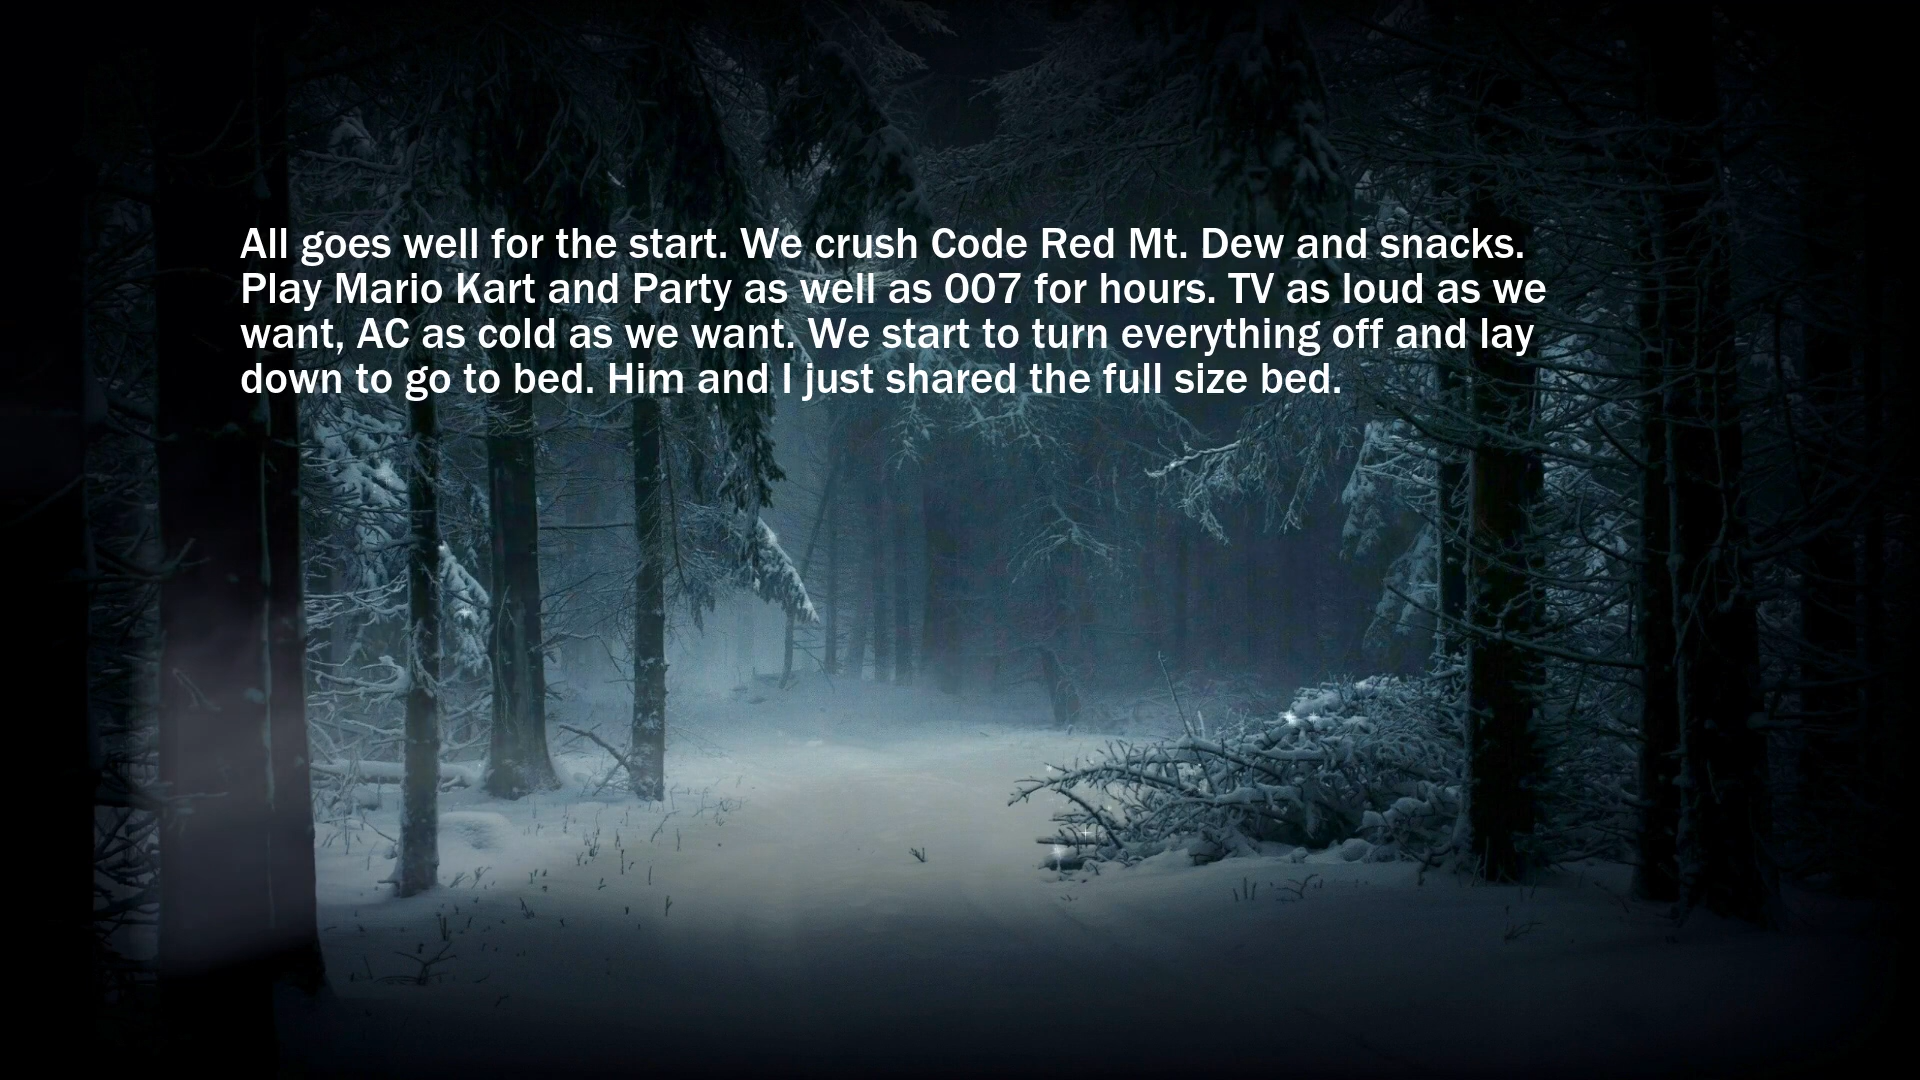 All goes well for the start. We crush Code Red Mt. Dew and snacks.
Play Mario Kart and Party as well as 007 for hours. TV as loud as we
want, AC as cold as we want. We start to turn everything off and lay
down to go to bed. Him and I just shared the full size bed.